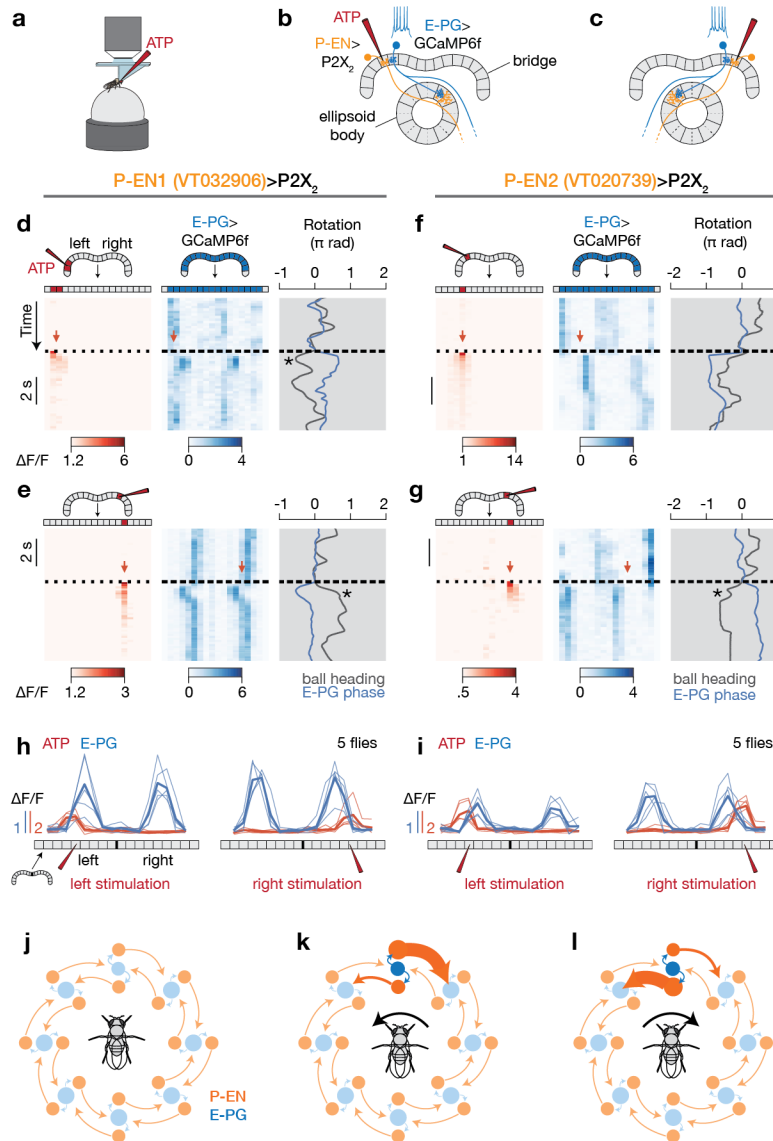 a
ATP
b
ATP
E-PG>
GCaMP6f
P-EN>
P2X₂
bridge
ellipsoid
body
c
P-EN1 (VT032906)>P2X₂
P-EN2 (VT020739)>P2X₂
d
left right
ATP
E-PG>
GCaMP6f
Rotation
(π rad)
-1 0 1 2
Time
2 s
*
ΔF/F
1.2 6
0 4
f
E-PG>
GCaMP6f
Rotation
(π rad)
-2 -1 0 1
1 14
0 6
e
-1 0 1 2
2 s
*
ΔF/F
1.2 3
0 6
ball heading
E-PG phase
g
-2 -1 0 1
2 s
*
.5 4
0 4
ball heading
E-PG phase
h
ATP E-PG
5 flies
ΔF/F
1 2
left right
left stimulation
right stimulation
i
ATP E-PG
5 flies
ΔF/F
1 2
left right
left stimulation
right stimulation
j
P-EN
E-PG
k
l